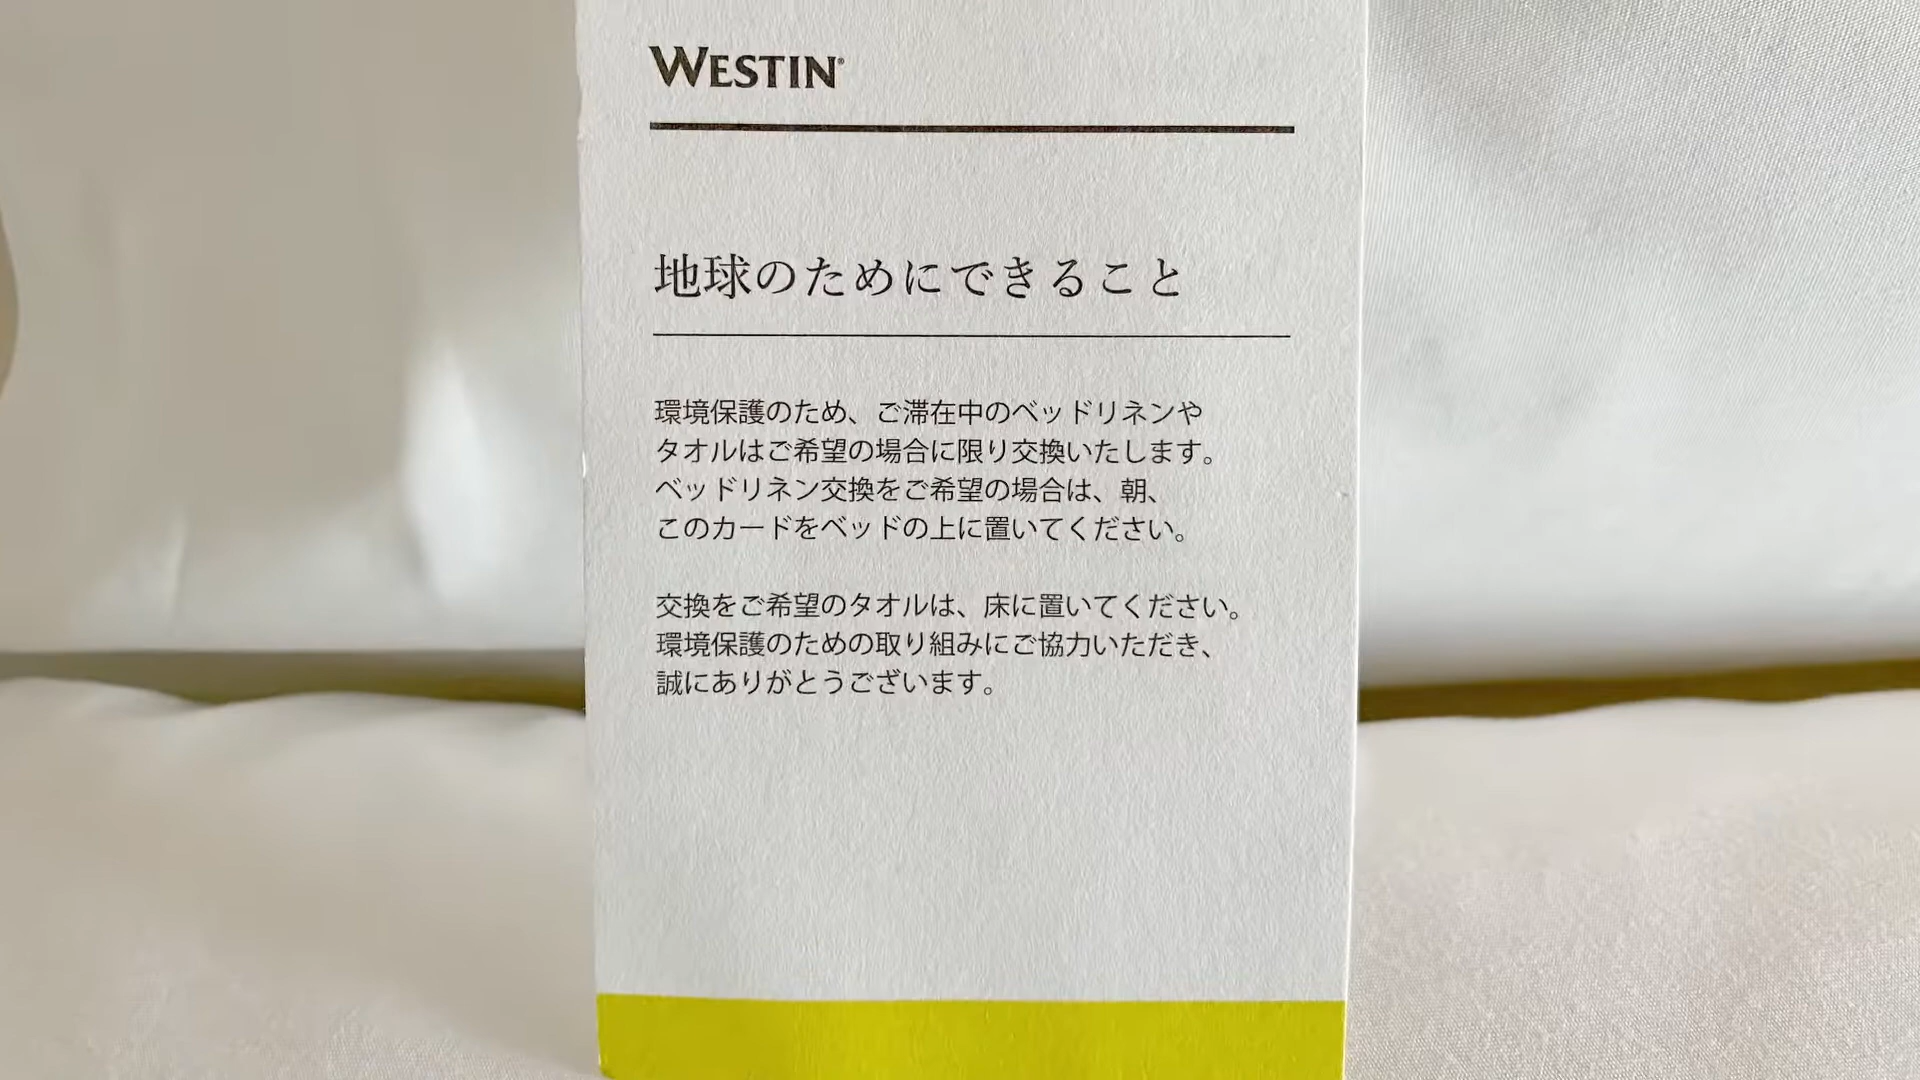 WESTIN®
地球のためにできること
環境保護のため、ご滞在中のベッドリネンや
タオルはご希望の場合に限り交換いたします。
ベッドリネン交換をご希望の場合は、朝、
このカードをベッドの上に置いてください。
交換をご希望のタオルは、床に置いてください。
環境保護のための取り組みにご協力いただき、
誠にありがとうございます。